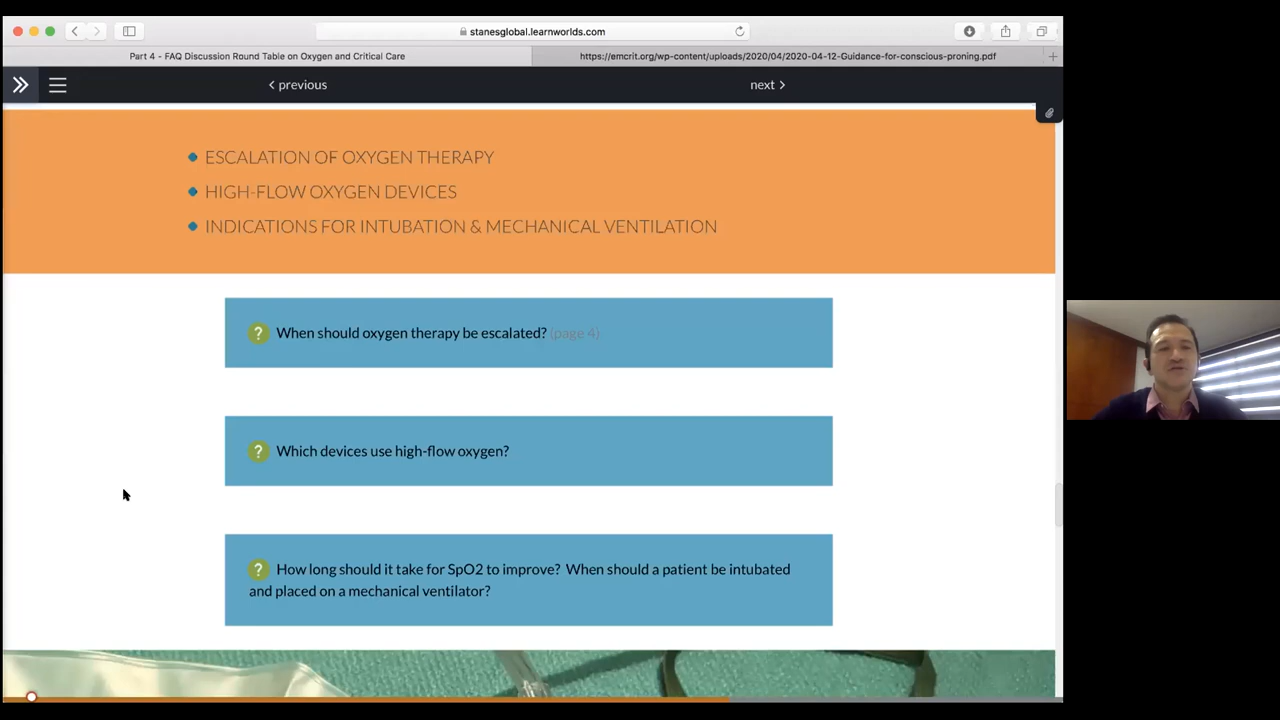 stanesglobal.learnworlds.com
Part 4 - FAQ Discussion Round Table on Oxygen and Critical Care
https://emcrit.org/wp-content/uploads/2020/04/2020-04-12-Guidance-for-conscious-proning.pdf
previous
next
ESCALATION OF OXYGEN THERAPY
HIGH-FLOW OXYGEN DEVICES
INDICATIONS FOR INTUBATION & MECHANICAL VENTILATION
? When should oxygen therapy be escalated? (page 4)
? Which devices use high-flow oxygen?
? How long should it take for SpO2 to improve? When should a patient be intubated
and placed on a mechanical ventilator?